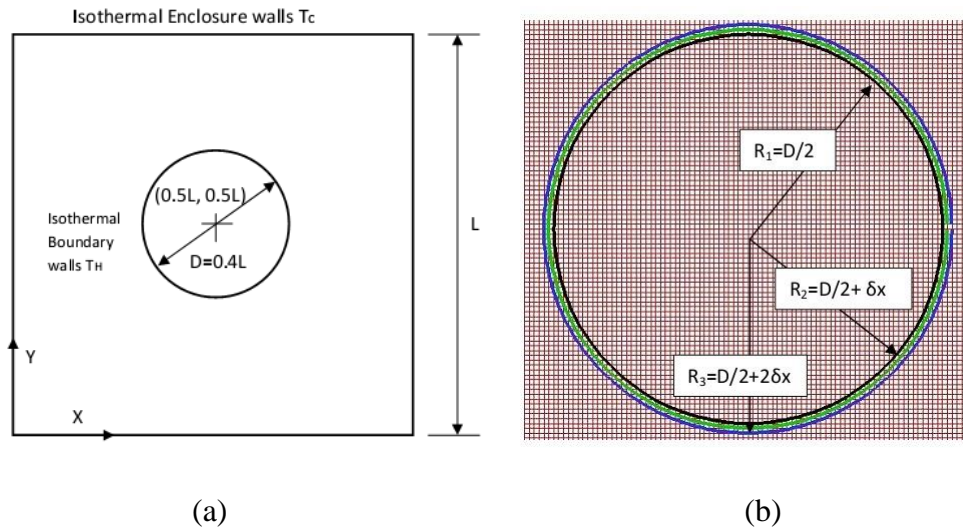 Isothermal Enclosure walls Tc
(0.5L, 0.5L)
Isothermal
Boundary
walls TH
D=0.4L
L
Y
X
R₁=D/2
R₂=D/2+ δx
R₃=D/2+2δx
(a)
(b)